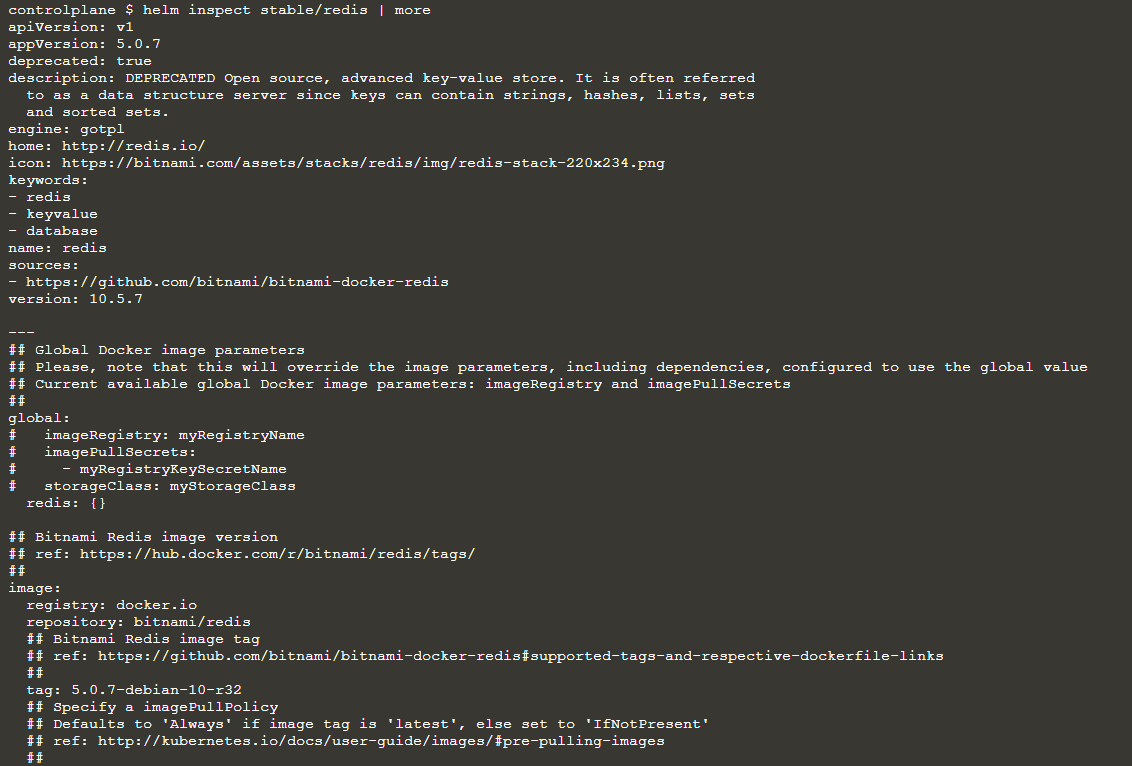 controlplane $ helm inspect stable/redis | more
apiVersion: v1
appVersion: 5.0.7
deprecated: true
description: DEPRECATED Open source, advanced key-value store. It is often referred
  to as a data structure server since keys can contain strings, hashes, lists, sets
  and sorted sets.
engine: gotpl
home: http://redis.io/
icon: https://bitnami.com/assets/stacks/redis/img/redis-stack-220x234.png
keywords:
- redis
- keyvalue
- database
name: redis
sources:
- https://github.com/bitnami/bitnami-docker-redis
version: 10.5.7

---
## Global Docker image parameters
## Please, note that this will override the image parameters, including dependencies, configured to use the global value
## Current available global Docker image parameters: imageRegistry and imagePullSecrets
##
global:
#   imageRegistry: myRegistryName
#   imagePullSecrets:
#     - myRegistryKeySecretName
#   storageClass: myStorageClass
  redis: {}

## Bitnami Redis image version
## ref: https://hub.docker.com/r/bitnami/redis/tags/
##
image:
  registry: docker.io
  repository: bitnami/redis
  ## Bitnami Redis image tag
  ## ref: https://github.com/bitnami/bitnami-docker-redis#supported-tags-and-respective-dockerfile-links
  ##
  tag: 5.0.7-debian-10-r32
  ## Specify a imagePullPolicy
  ## Defaults to 'Always' if image tag is 'latest', else set to 'IfNotPresent'
  ## ref: http://kubernetes.io/docs/user-guide/images/#pre-pulling-images
  ##